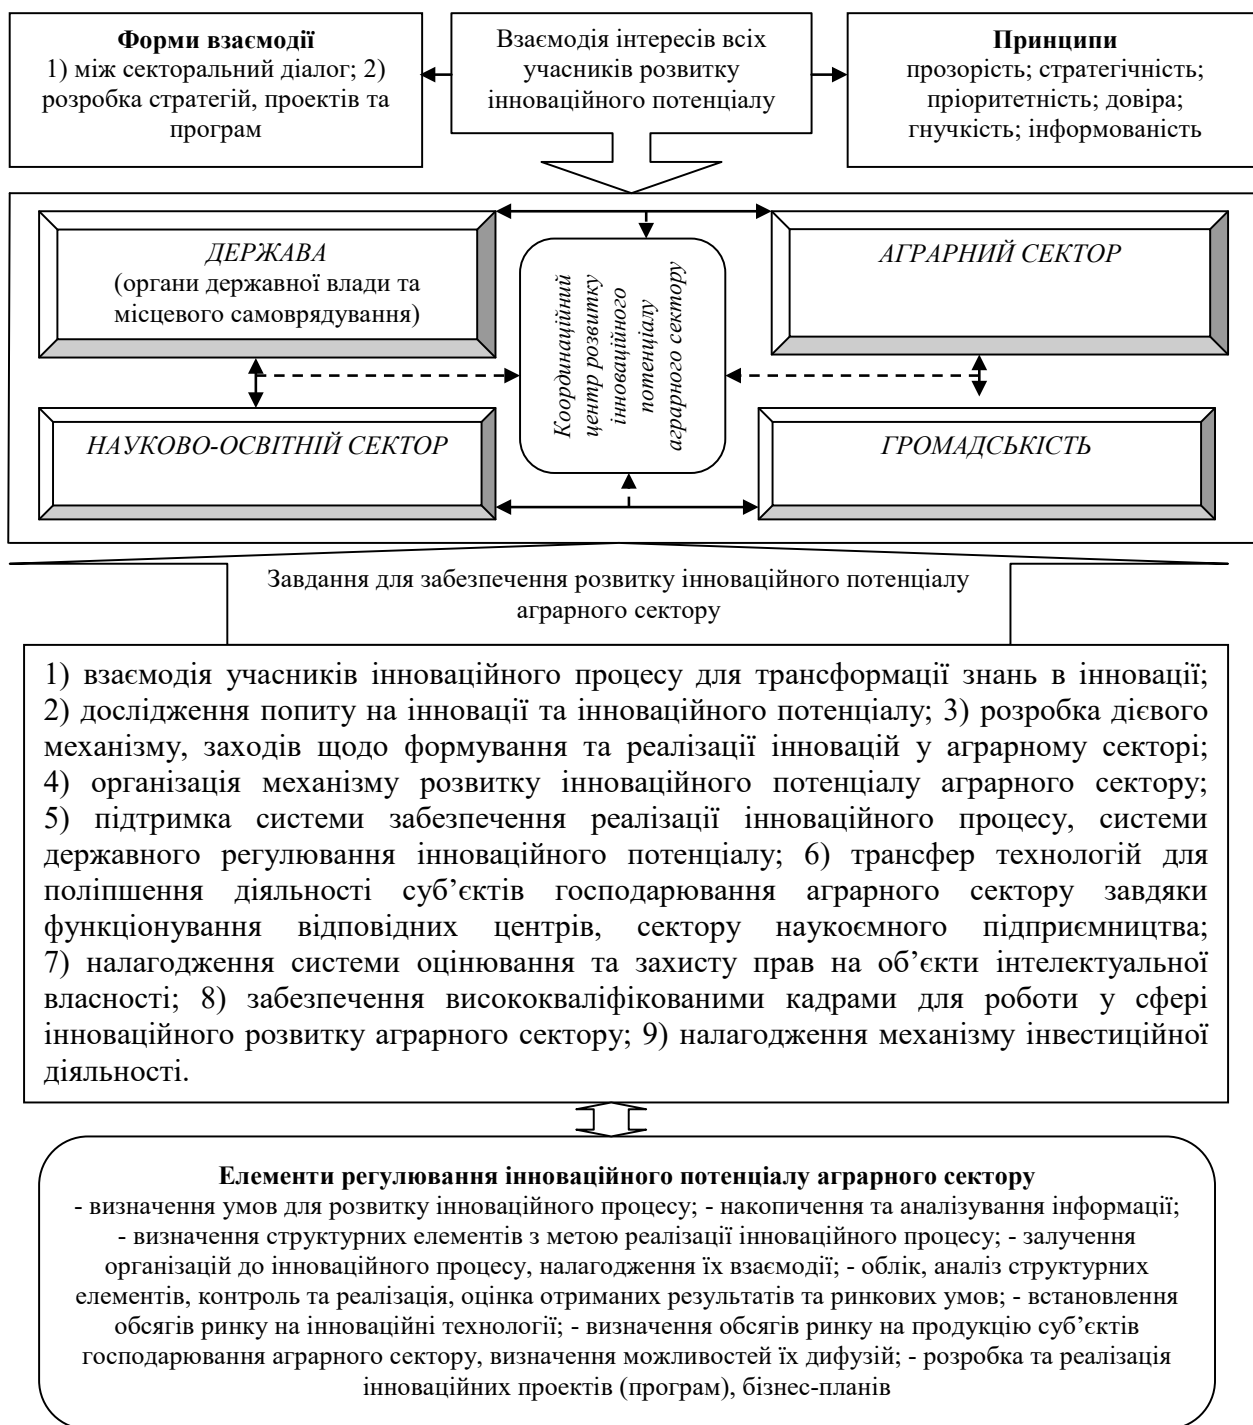 Форми взаємодії
1) між секторальний діалог; 2)
розробка стратегій, проектів та
програм
Взаємодія інтересів всіх
учасників розвитку
інноваційного потенціалу
Принципи
прозорість; стратегічність;
пріоритетність; довіра;
гнучкість; інформованість
ДЕРЖАВА
(органи державної влади та
місцевого самоврядування)
Координаційний
центр розвитку
інноваційного
потенціалу
аграрного сектору
АГРАРНИЙ СЕКТОР
НАУКОВО-ОСВІТНІЙ СЕКТОР
ГРОМАДСЬКІСТЬ
Завдання для забезпечення розвитку інноваційного потенціалу
аграрного сектору
1) взаємодія учасників інноваційного процесу для трансформації знань в інновації;
2) дослідження попиту на інновації та інноваційного потенціалу; 3) розробка дієвого
механізму, заходів щодо формування та реалізації інновацій у аграрному секторі;
4) організація механізму розвитку інноваційного потенціалу аграрного сектору;
5) підтримка системи забезпечення реалізації інноваційного процесу, системи
державного регулювання інноваційного потенціалу; 6) трансфер технологій для
поліпшення діяльності суб’єктів господарювання аграрного сектору завдяки
функціонування відповідних центрів, сектору наукоємного підприємництва;
7) налагодження системи оцінювання та захисту прав на об’єкти інтелектуальної
власності; 8) забезпечення висококваліфікованими кадрами для роботи у сфері
інноваційного розвитку аграрного сектору; 9) налагодження механізму інвестиційної
діяльності.
Елементи регулювання інноваційного потенціалу аграрного сектору
- визначення умов для розвитку інноваційного процесу; - накопичення та аналізування інформації;
- визначення структурних елементів з метою реалізації інноваційного процесу; - залучення
організацій до інноваційного процесу, налагодження їх взаємодії; - облік, аналіз структурних
елементів, контроль та реалізація, оцінка отриманих результатів та ринкових умов; - встановлення
обсягів ринку на інноваційні технології; - визначення обсягів ринку на продукцію суб’єктів
господарювання аграрного сектору, визначення можливостей їх дифузій; - розробка та реалізація
інноваційних проектів (програм), бізнес-планів